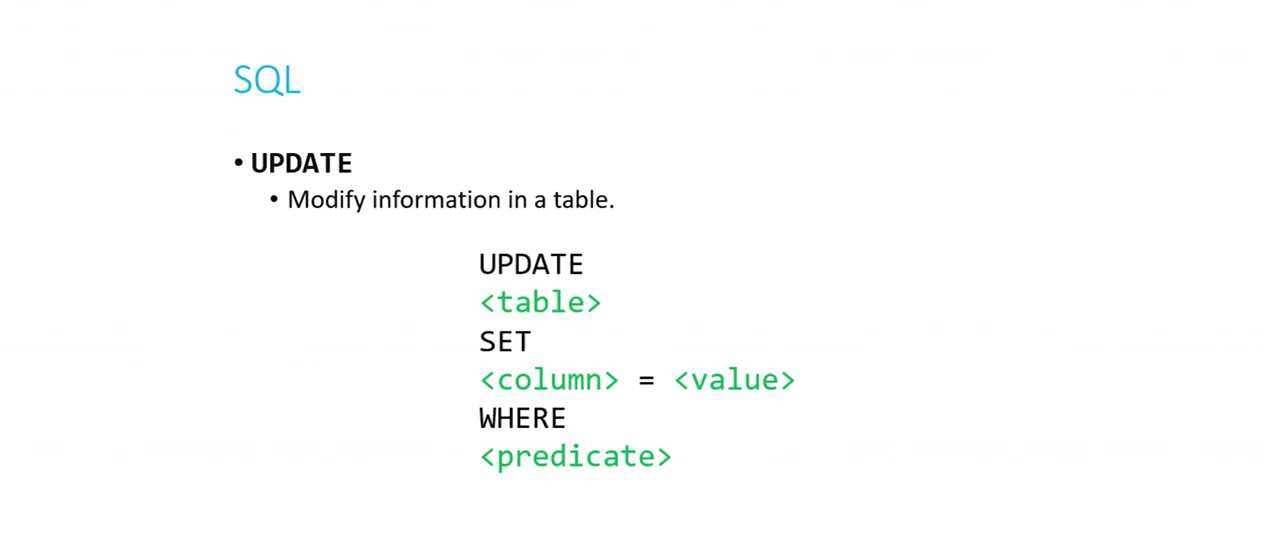 SQL
• UPDATE
• Modify information in a table.
UPDATE
<table>
SET
<column> = <value>
WHERE
<predicate>